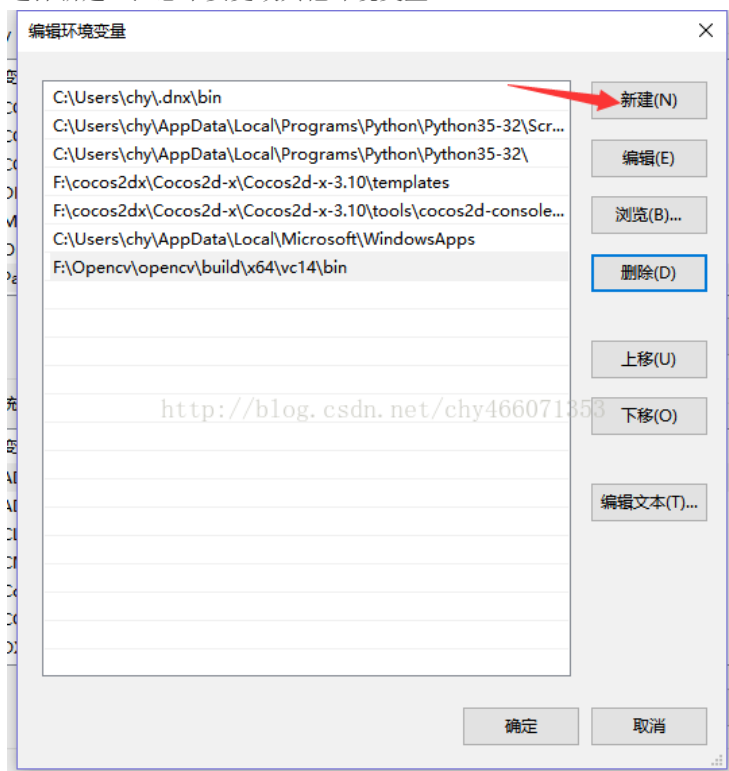 编辑环境变量
C:\Users\chy\.dnx\bin
C:\Users\chy\AppData\Local\Programs\Python\Python35-32\Scr...
C:\Users\chy\AppData\Local\Programs\Python\Python35-32\
F:\cocos2dx\Cocos2d-x\Cocos2d-x-3.10\templates
F:\cocos2dx\Cocos2d-x\Cocos2d-x-3.10\tools\cocos2d-console...
C:\Users\chy\AppData\Local\Microsoft\WindowsApps
F:\Opencv\opencv\build\x64\vc14\bin
新建(N)
编辑(E)
浏览(B)...
删除(D)
上移(U)
下移(O)
编辑文本(T)...
http://blog.csdn.net/chy466071353
确定
取消